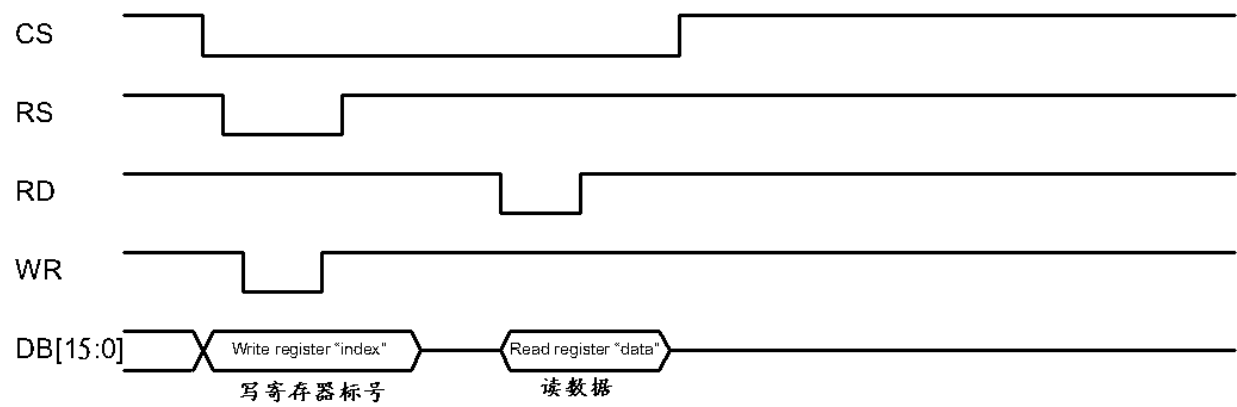 CS
RS
RD
WR
DB[15:0]
Write register "index"
Read register "data"
写寄存器标号
读数据